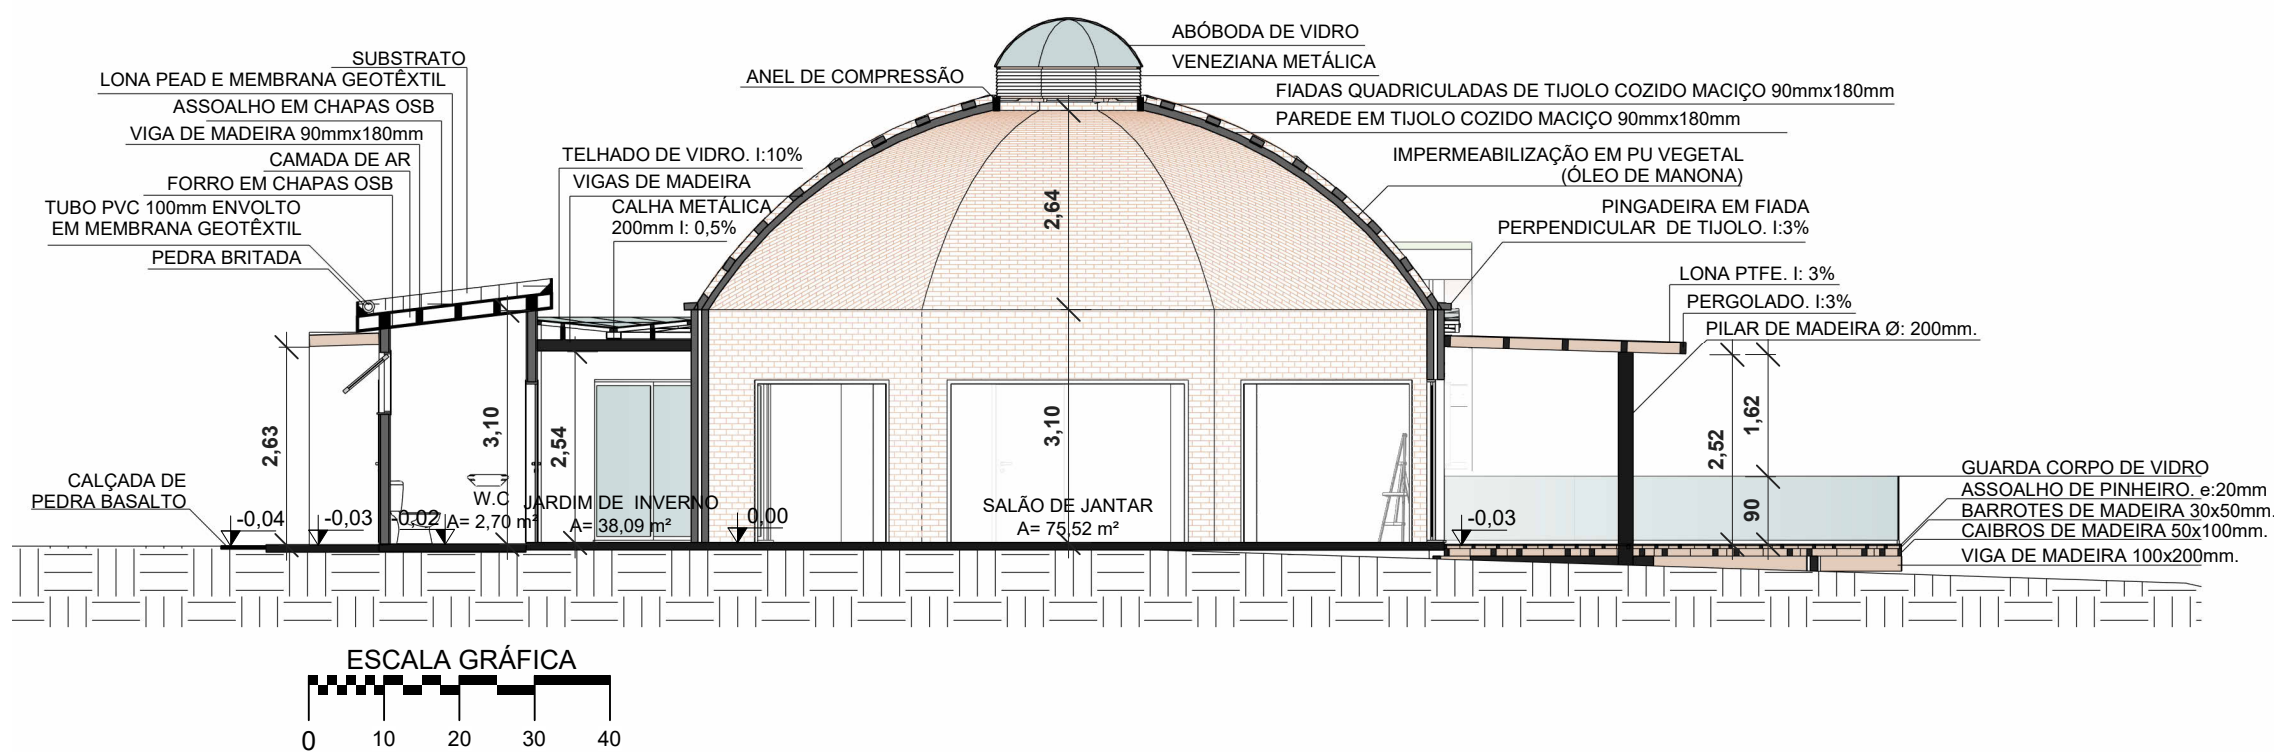 SUBSTRATO
LONA PEAD E MEMBRANA GEOTÊXTIL
ASSOALHO EM CHAPAS OSB
VIGA DE MADEIRA 90mmx180mm
CAMADA DE AR
FORRO EM CHAPAS OSB
TUBO PVC 100mm ENVOLTO
EM MEMBRANA GEOTÊXTIL
PEDRA BRITADA
TELHADO DE VIDRO. I:10%
VIGAS DE MADEIRA
CALHA METÁLICA
200mm I: 0,5%
ANEL DE COMPRESSÃO
ABÓBODA DE VIDRO
VENEZIANA METÁLICA
FIADAS QUADRICULADAS DE TIJOLO COZIDO MACIÇO 90mmx180mm
PAREDE EM TIJOLO COZIDO MACIÇO 90mmx180mm
IMPERMEABILIZAÇÃO EM PU VEGETAL
(ÓLEO DE MANONA)
PINGADEIRA EM FIADA
PERPENDICULAR DE TIJOLO. I:3%
LONA PTFE. I: 3%
PERGOLADO. I:3%
PILAR DE MADEIRA Ø: 200mm.
2,64
2,63
3,10
2,54
3,10
2,52
1,62
90
CALÇADA DE
PEDRA BASALTO
-0,04
-0,03
-0,02
W.C
A= 2,70 m²
JARDIM DE INVERNO
A= 38,09 m²
0,00
SALÃO DE JANTAR
A= 75,52 m²
-0,03
GUARDA CORPO DE VIDRO
ASSOALHO DE PINHEIRO. e:20mm
BARROTES DE MADEIRA 30x50mm.
CAIBROS DE MADEIRA 50x100mm.
VIGA DE MADEIRA 100x200mm.
ESCALA GRÁFICA
0 10 20 30 40